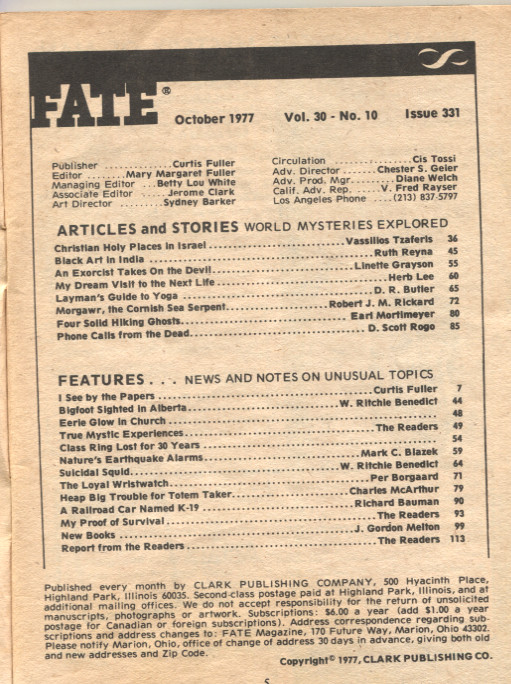 FATE®
October 1977 Vol. 30 - No. 10 Issue 331
Publisher ..............Curtis Fuller
Editor ........Mary Margaret Fuller
Managing Editor ...Betty Lou White
Associate Editor ......Jerome Clark
Art Director ........Sydney Barker
Circulation ..............Cis Tossi
Adv. Director ......Chester S. Geier
Adv. Prod. Mgr........Diane Welch
Calif. Adv. Rep. ....V. Fred Rayser
Los Angeles Phone ....(213) 837-5797
ARTICLES and STORIES WORLD MYSTERIES EXPLORED
Christian Holy Places in Israel........................Vassilios Tzaferis 36
Black Art in India ........................Ruth Reyna 45
An Exorcist Takes On the Devil........................Linette Grayson 55
My Dream Visit to the Next Life ........................Herb Lee 60
Layman's Guide to Yoga ........................D. R. Butler 65
Morgawr, the Cornish Sea Serpent........................Robert J. M. Rickard 72
Four Solid Hiking Ghosts........................Earl Mortimeyer 80
Phone Calls from the Dead........................D. Scott Rogo 85
FEATURES . . . NEWS AND NOTES ON UNUSUAL TOPICS
I See by the Papers ........................Curtis Fuller 7
Bigfoot Sighted in Alberta........................W. Ritchie Benedict 44
Eerie Glow in Church ........................ 48
True Mystic Experiences........................The Readers 49
Class Ring Lost for 30 Years ........................ 54
Nature's Earthquake Alarms........................Mark C. Blazek 59
Suicidal Squid........................W. Ritchie Benedict 64
The Loyal Wristwatch........................Per Borgaard 71
Heap Big Trouble for Totem Taker........................Charles McArthur 79
A Railroad Car Named K-19 ........................Richard Bauman 90
My Proof of Survival........................The Readers 93
New Books ........................J. Gordon Melton 99
Report from the Readers ........................The Readers 113
Published every month by CLARK PUBLISHING COMPANY, 500 Hyacinth Place,
Highland Park, Illinois 60035. Second-class postage paid at Highland Park, Illinois, and at
additional mailing offices. We do not accept responsibility for the return of unsolicited
manuscripts, photographs or artwork. Subscriptions: $6.00 a year (add $1.00 a year
postage for Canadian or foreign subscriptions). Address correspondence regarding sub-
scriptions and address changes to: FATE Magazine, 170 Future Way, Marion, Ohio 43302.
Please notify Marion, Ohio, office of change of address 30 days in advance, giving both old
and new addresses and Zip Code.
Copyright© 1977, CLARK PUBLISHING CO.
5